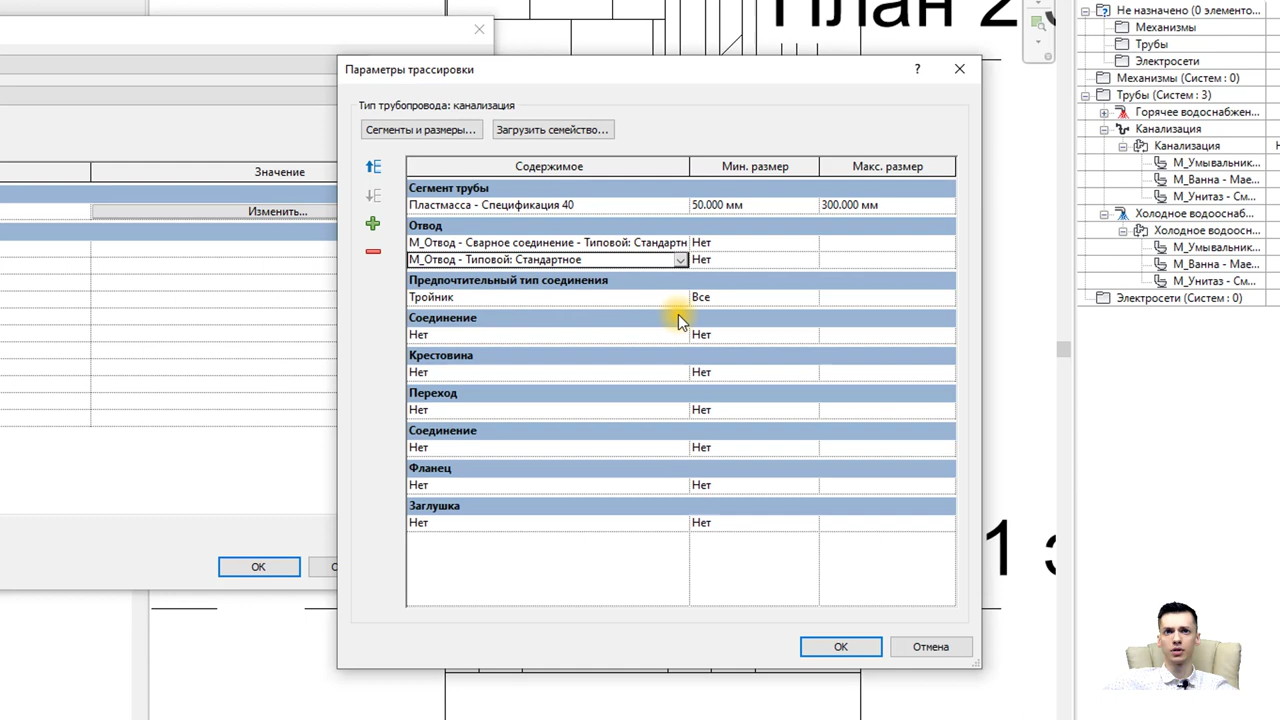 План 2
Не назначено (0 элементо...
Механизмы
Трубы
Электросети
Механизмы (Систем : 0)
Трубы (Систем : 3)
Горячее водоснабжен...
Канализация
Канализация
М_Умывальник...
М_Ванна - Мае...
М_Унитаз - См...
Холодное водооснаб...
Холодное водоосн...
М_Умывальник...
М_Ванна - Мае...
М_Унитаз - См...
Электросети (Систем : 0)
Параметры трассировки
?
Тип трубопровода: канализация
Сегменты и размеры... Загрузить семейство...
Содержимое Мин. размер Макс. размер
Сегмент трубы
Пластмасса - Спецификация 40 50.000 мм 300.000 мм
Отвод
М_Отвод - Сварное соединение - Типовой: Стандартн Нет
М_Отвод - Типовой: Стандартное Нет
Предпочтительный тип соединения
Тройник Все
Соединение
Нет Нет
Крестовина
Нет Нет
Переход
Нет Нет
Соединение
Нет Нет
Фланец
Нет Нет
Заглушка
Нет Нет
OK Отмена
Значение
Изменить...
OK
1 э